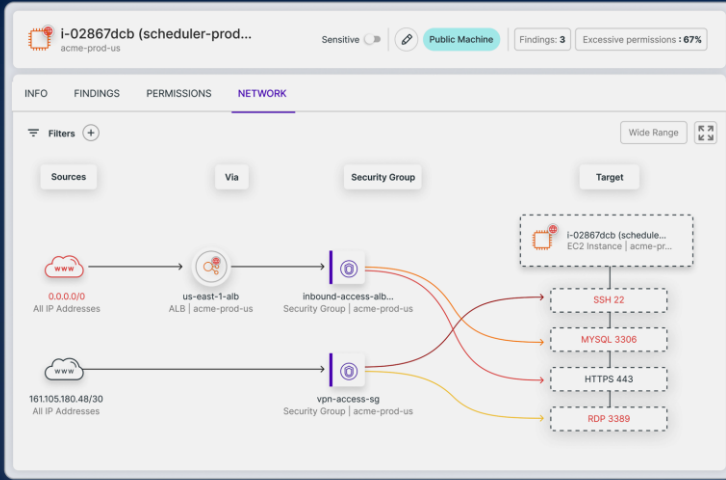 i-02867dcb (scheduler-prod...
acme-prod-us
Sensitive
Public Machine
Findings: 3
Excessive permissions : 67%
INFO FINDINGS PERMISSIONS NETWORK
Filters
Wide Range
Sources Via Security Group Target
i-02867dcb (schedule...
EC2 Instance | acme-pr...
www
0.0.0.0/0
All IP Addresses
us-east-1-alb
ALB | acme-prod-us
inbound-access-alb...
Security Group | acme-prod-us
SSH 22
MYSQL 3306
HTTPS 443
RDP 3389
www
161.105.180.48/30
All IP Addresses
vpn-access-sg
Security Group | acme-prod-us